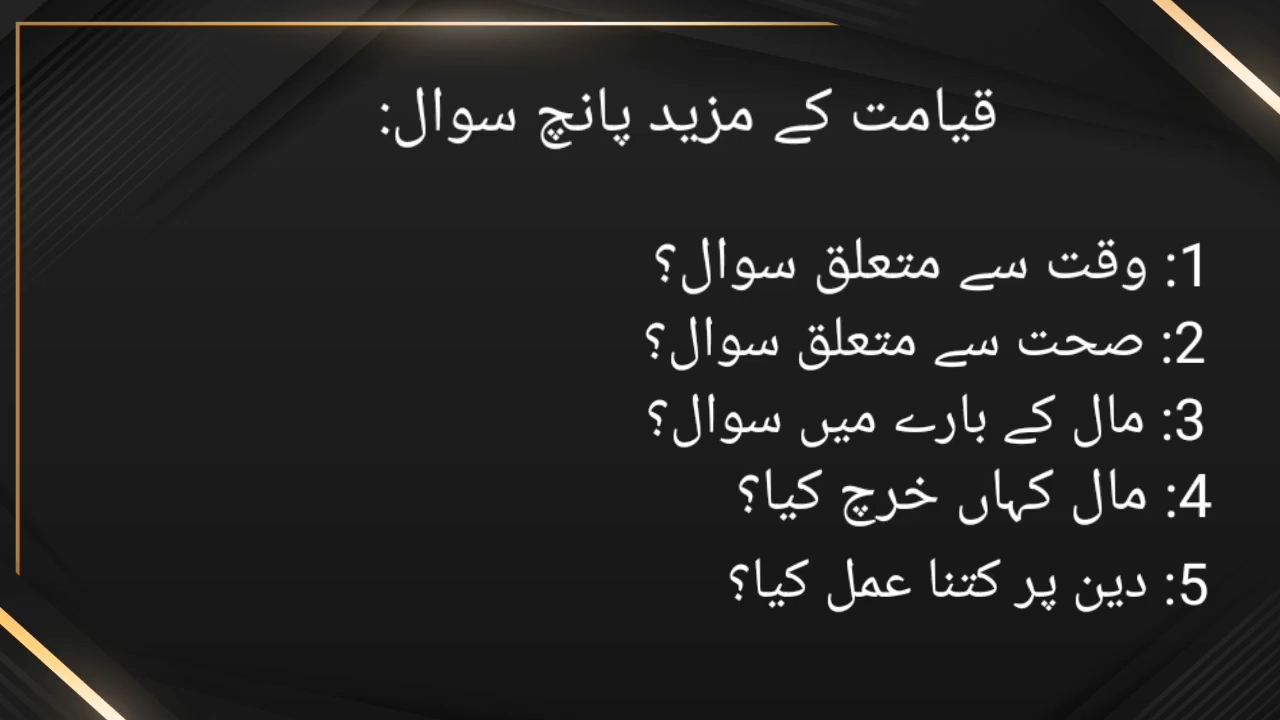 قیامت کے مزید پانچ سوال:
1: وقت سے متعلق سوال؟
2: صحت سے متعلق سوال؟
3: مال کے بارے میں سوال؟
4: مال کہاں خرچ کیا؟
5: دین پر کتنا عمل کیا؟